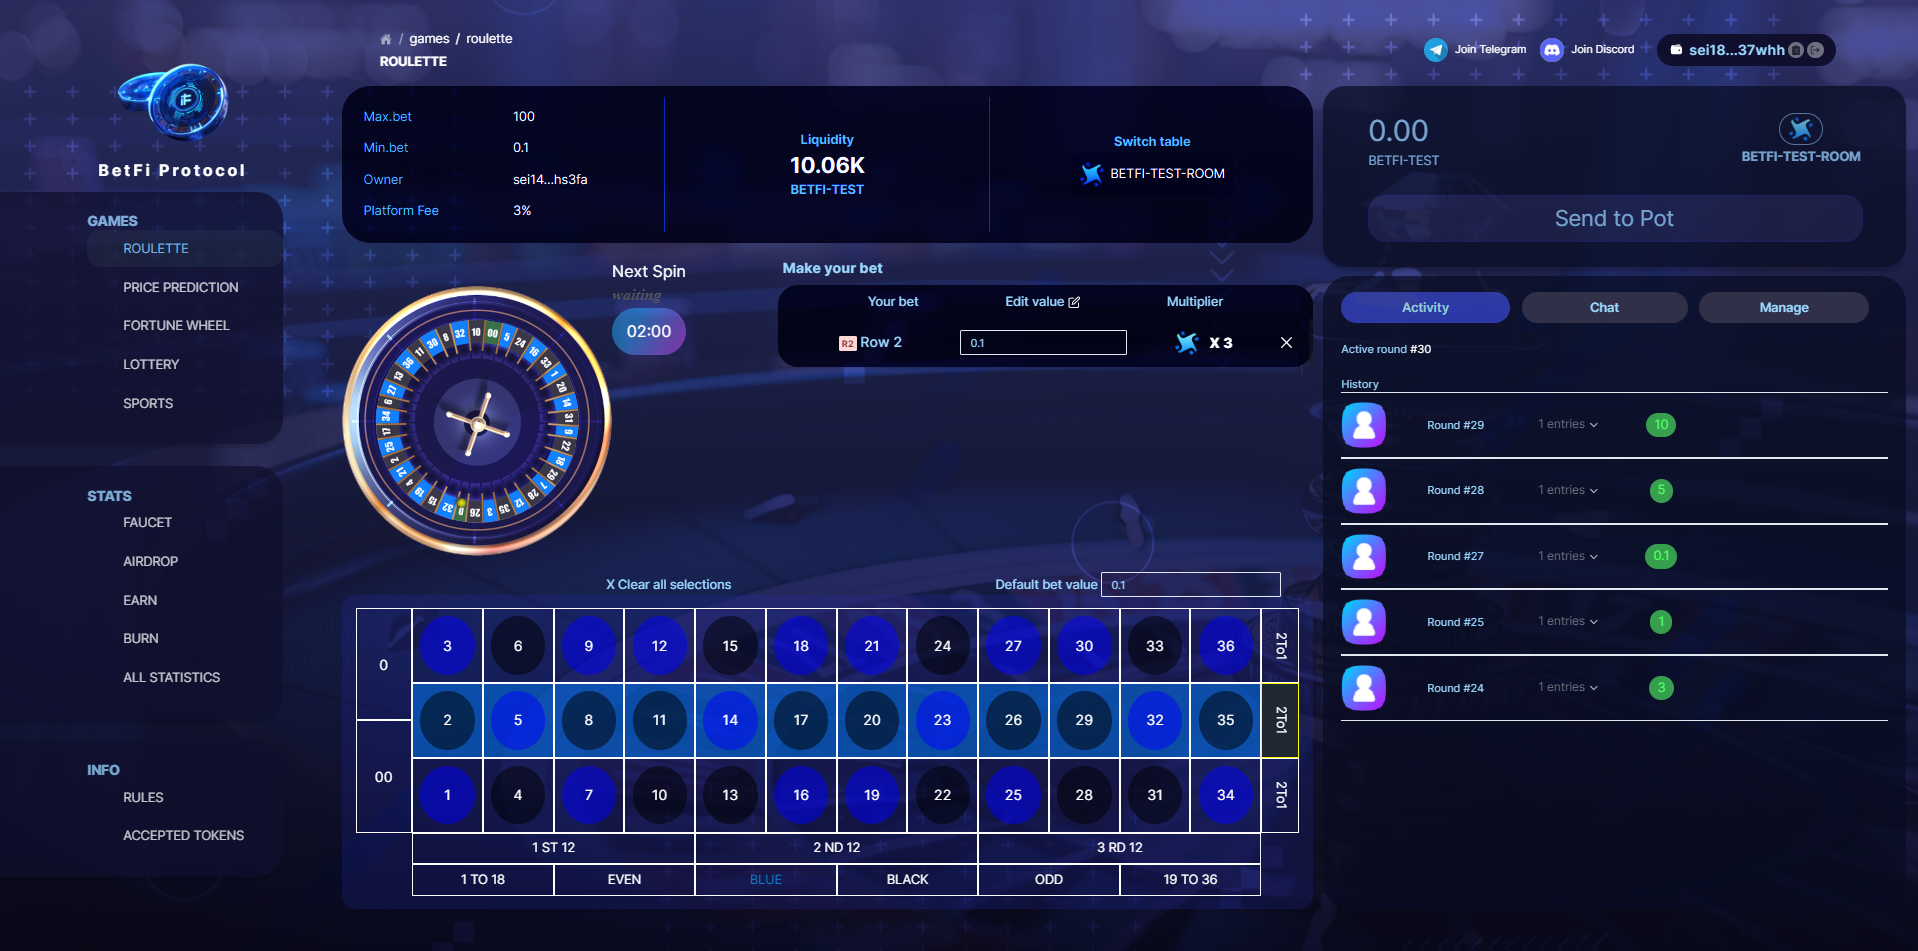 games / roulette
ROULETTE
Join Telegram
Join Discord
sei18...37whh
BetFi Protocol
GAMES
ROULETTE
PRICE PREDICTION
FORTUNE WHEEL
LOTTERY
SPORTS
STATS
FAUCET
AIRDROP
EARN
BURN
ALL STATISTICS
INFO
RULES
ACCEPTED TOKENS
Max.bet 100
Min.bet 0.1
Owner sei14...hs3fa
Platform Fee 3%
Liquidity
10.06K
BETFI-TEST
Switch table
BETFI-TEST-ROOM
Next Spin
waiting
02:00
Make your bet
Your bet Edit value Multiplier
R2 Row 2 0.1 X 3
X Clear all selections
Default bet value 0.1
0
00
3 6 9 12 15 18 21 24 27 30 33 36 2To1
2 5 8 11 14 17 20 23 26 29 32 35 2To1
1 4 7 10 13 16 19 22 25 28 31 34 2To1
1 ST 12 2 ND 12 3 RD 12
1 TO 18 EVEN BLUE BLACK ODD 19 TO 36
0.00
BETFI-TEST
BETFI-TEST-ROOM
Send to Pot
Activity Chat Manage
Active round #30
History
Round #29 1 entries 10
Round #28 1 entries 5
Round #27 1 entries 0.1
Round #25 1 entries 1
Round #24 1 entries 3